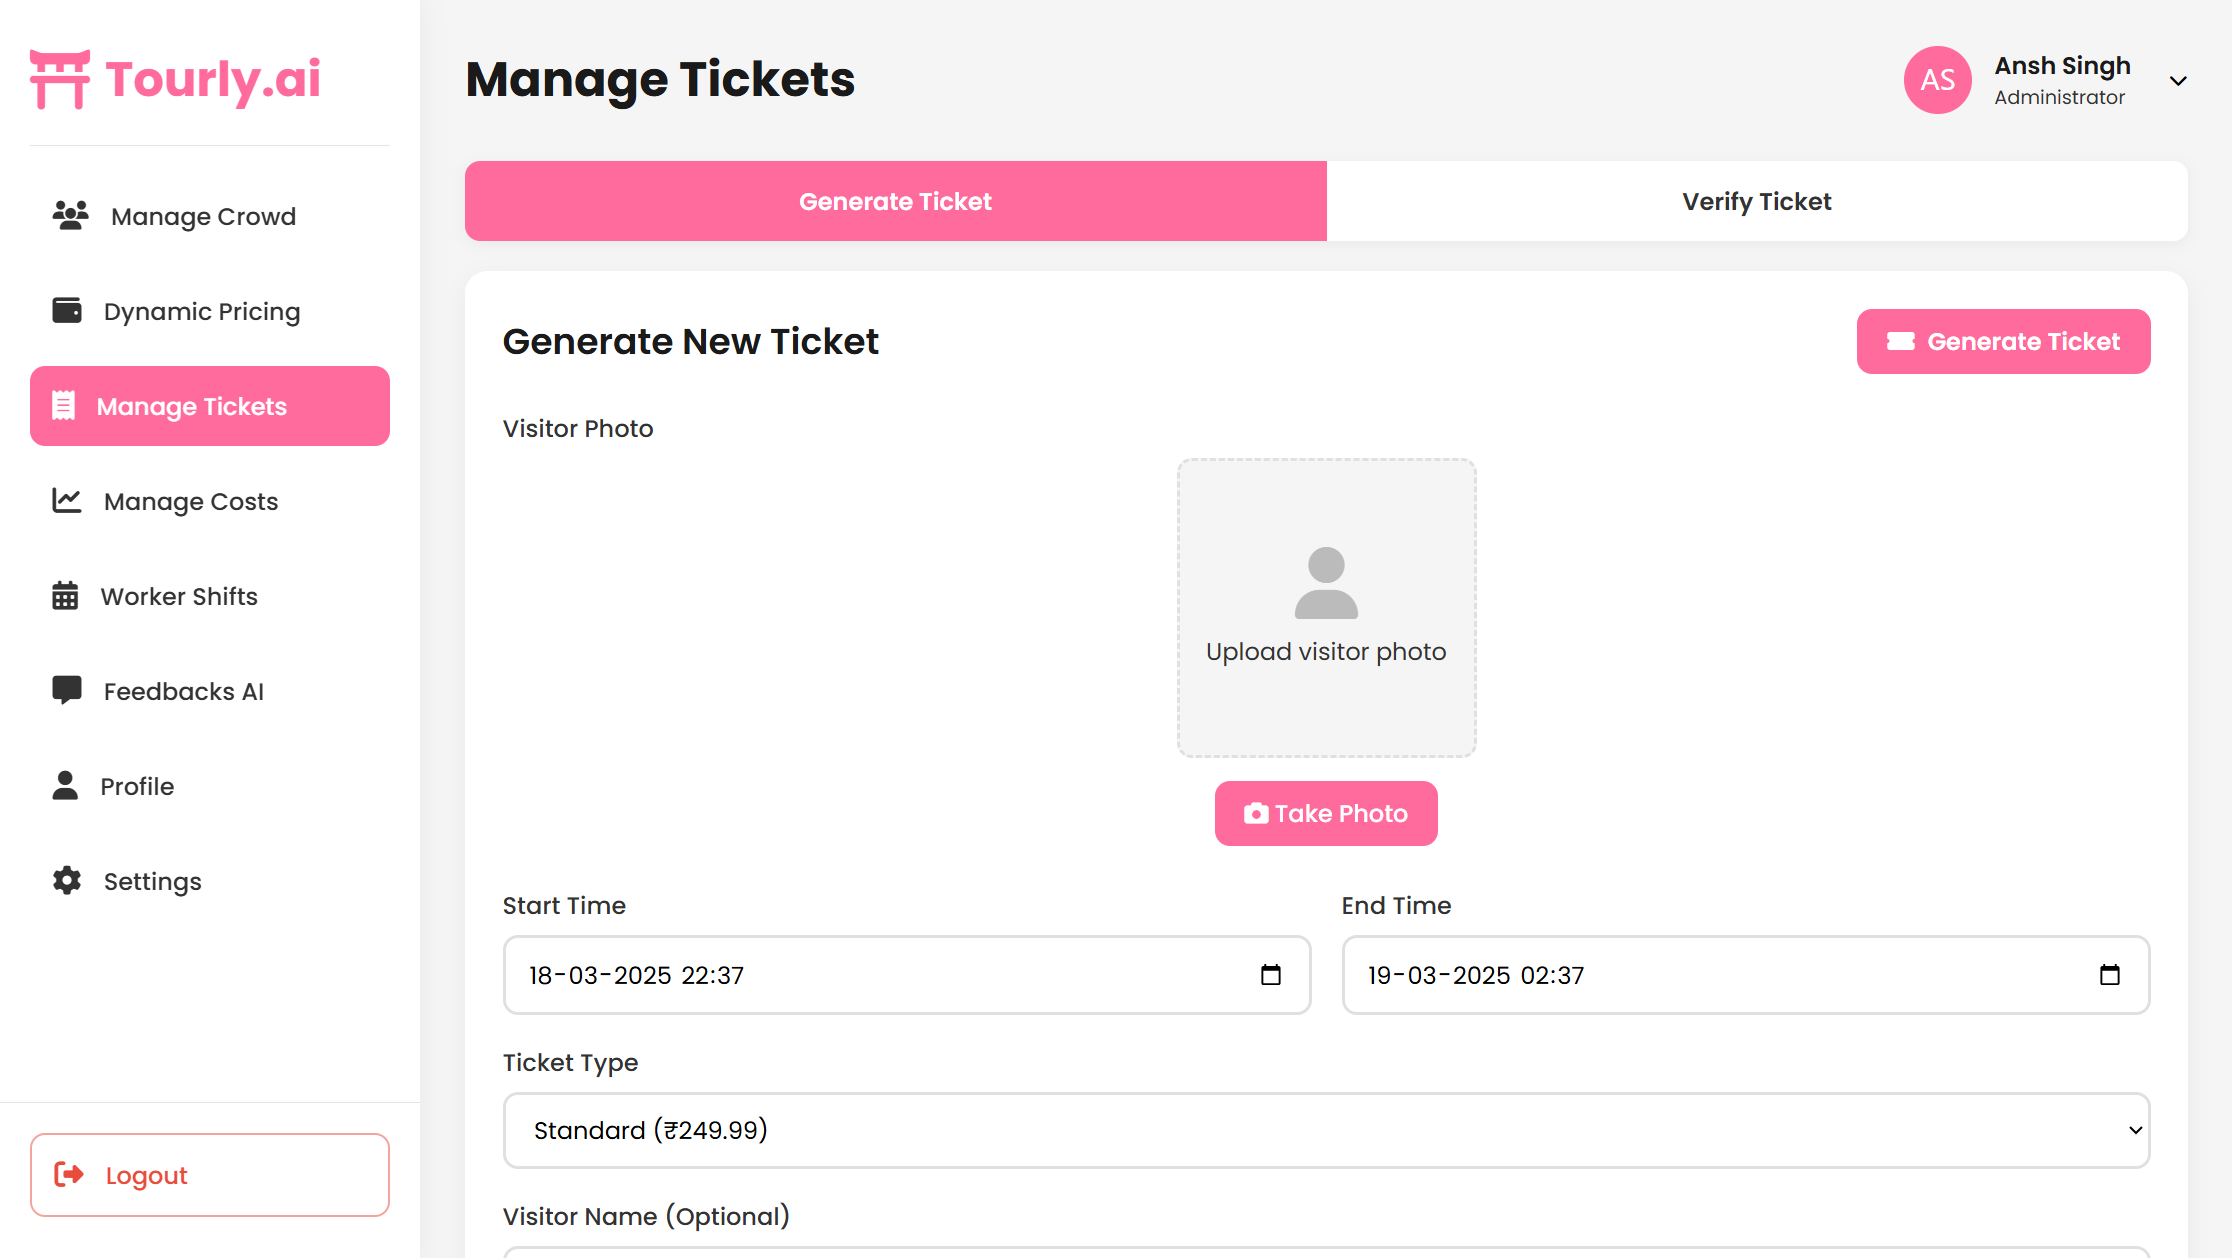 Tourly.ai
Manage Crowd
Dynamic Pricing
Manage Tickets
Manage Costs
Worker Shifts
Feedbacks AI
Profile
Settings
Logout
Manage Tickets
AS
Ansh Singh
Administrator
Generate Ticket
Verify Ticket
Generate New Ticket
Generate Ticket
Visitor Photo
Upload visitor photo
Take Photo
Start Time
End Time
18-03-2025 22:37
19-03-2025 02:37
Ticket Type
Standard (₹249.99)
Visitor Name (Optional)